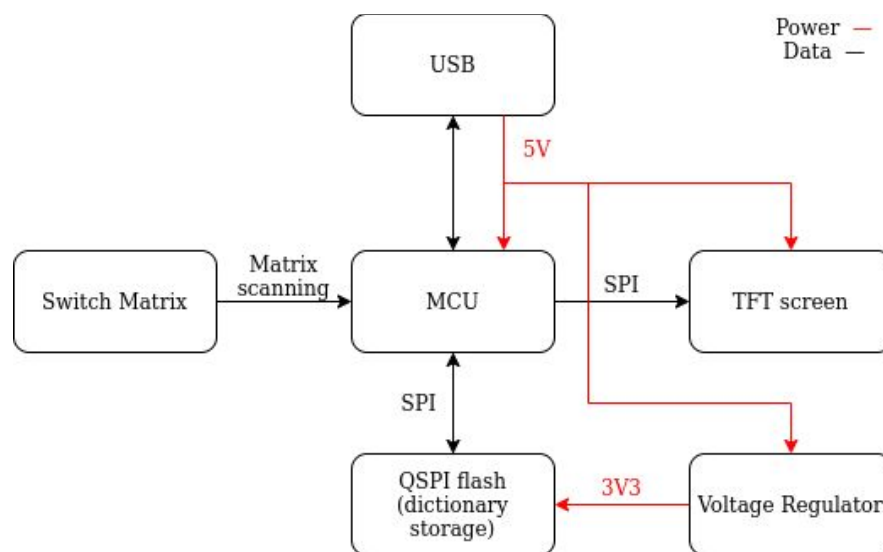 Power
Data
USB
5V
Matrix
scanning
Switch Matrix
MCU
SPI
TFT screen
SPI
QSPI flash
(dictionary
storage)
3V3
Voltage Regulator